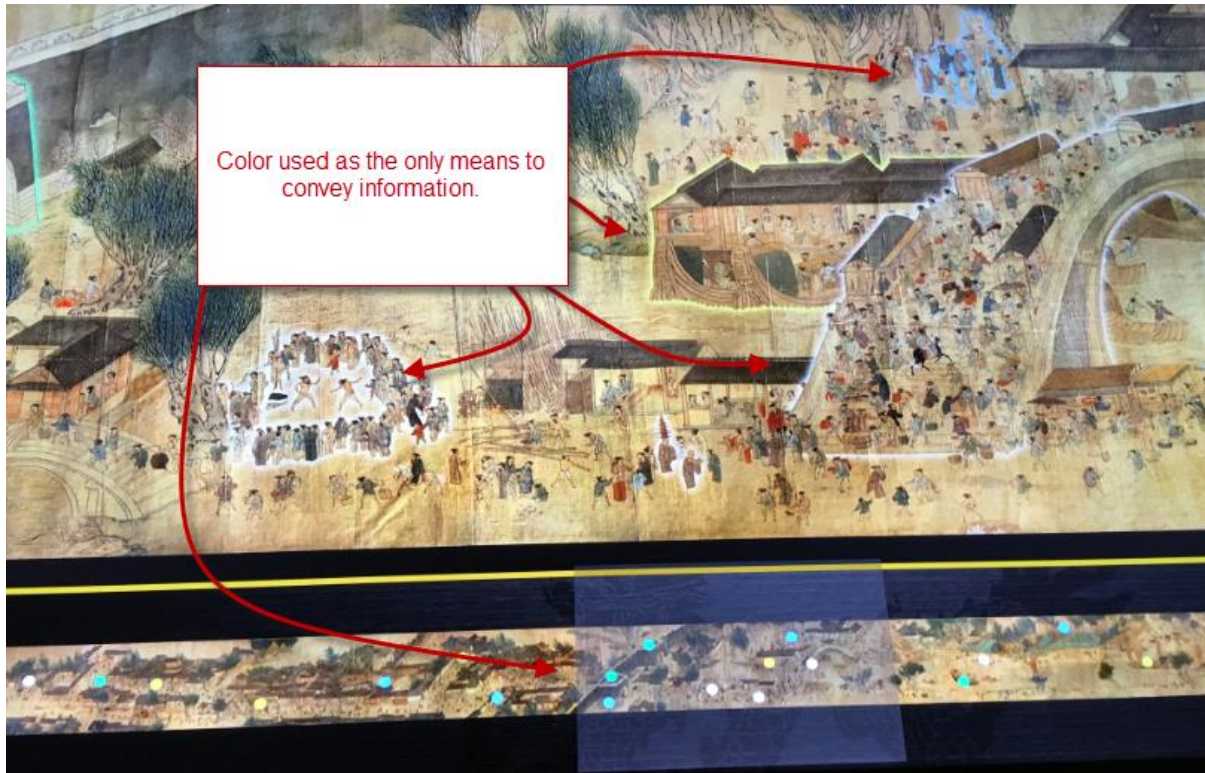 Color used as the only means to
convey information.